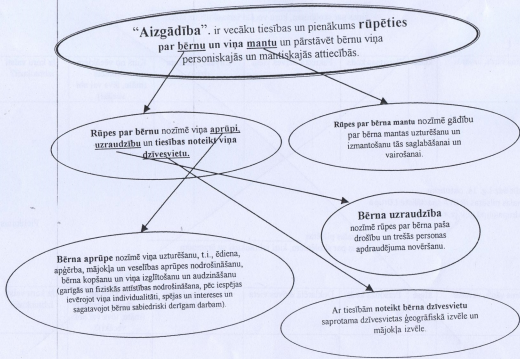 “Aizgādība”. ir vecāku tiesības un pienākums rūpēties
par bērnu un viņa mantu un pārstāvēt bērnu viņa
personiskajās un mantiskajās attiecībās.
Rūpes par bērnu nozīmē viņa aprūpi,
uzraudzību un tiesības noteikt viņa
dzīvesvietu.
Rūpes par bērna mantu nozīmē gādību
par bērna mantas uzturēšanu un
izmantošanu tās saglabāšanai un
vairošanai.
Bērna uzraudzība
nozīmē rūpes par bērna paša
drošību un trešās personas
apdraudējuma novēršanu.
Bērna aprūpe nozīmē viņa uzturēšanu, t.i., ēdiena,
apģērba, mājokļa un veselības aprūpes nodrošināšanu,
bērna kopšanu un viņa izglītošanu un audzināšanu
(garīgās un fiziskās attīstības nodrošināšana, pēc iespējas
ievērojot viņa individualitāti, spējas un intereses un
sagatavojot bērnu sabiedriski derīgam darbam).
Ar tiesībām noteikt bērna dzīvesvietu
saprotama dzīvesvietas ģeogrāfiskā izvēle un
mājokļa izvēle.